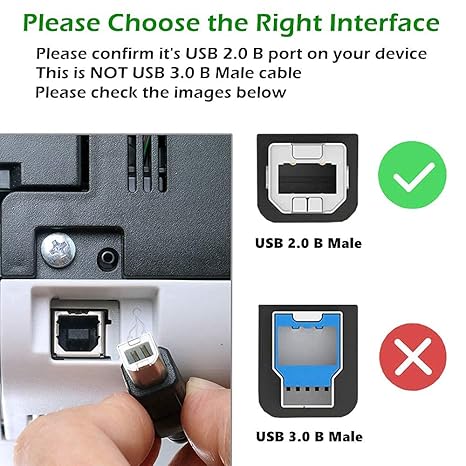 Please Choose the Right Interface
Please confirm it's USB 2.0 B port on your device
This is NOT USB 3.0 B Male cable
Please check the images below
USB 2.0 B Male
USB 3.0 B Male